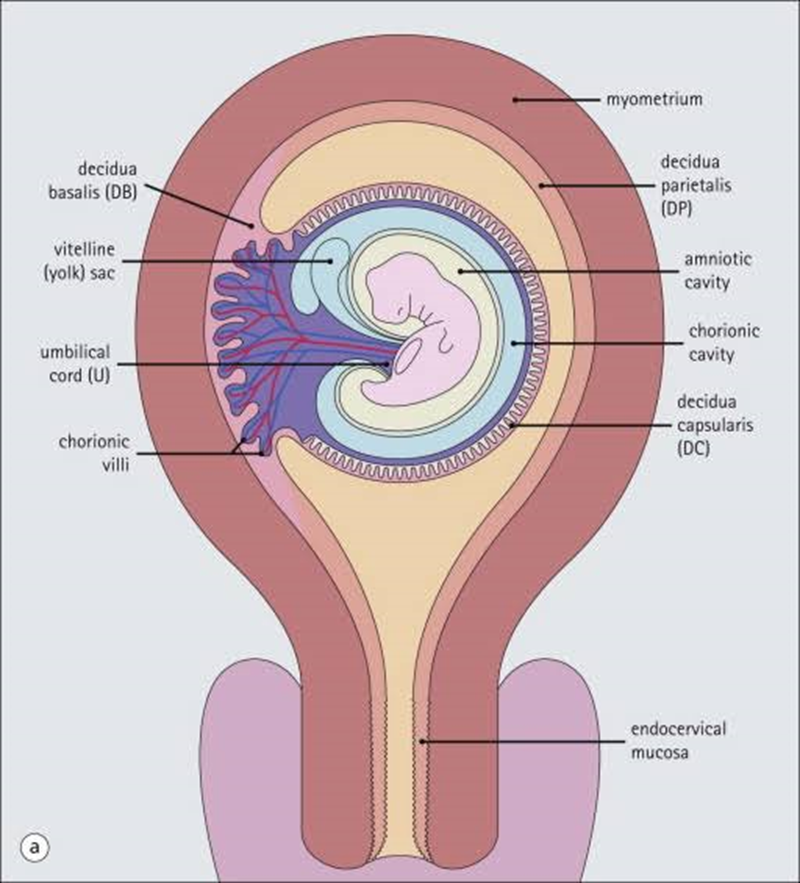 decidua
basalis (DB)
vitelline
(yolk) sac
umbilical
cord (U)
chorionic
villi
myometrium
decidua
parietalis
(DP)
amniotic
cavity
chorionic
cavity
decidua
capsularis
(DC)
endocervical
mucosa
a